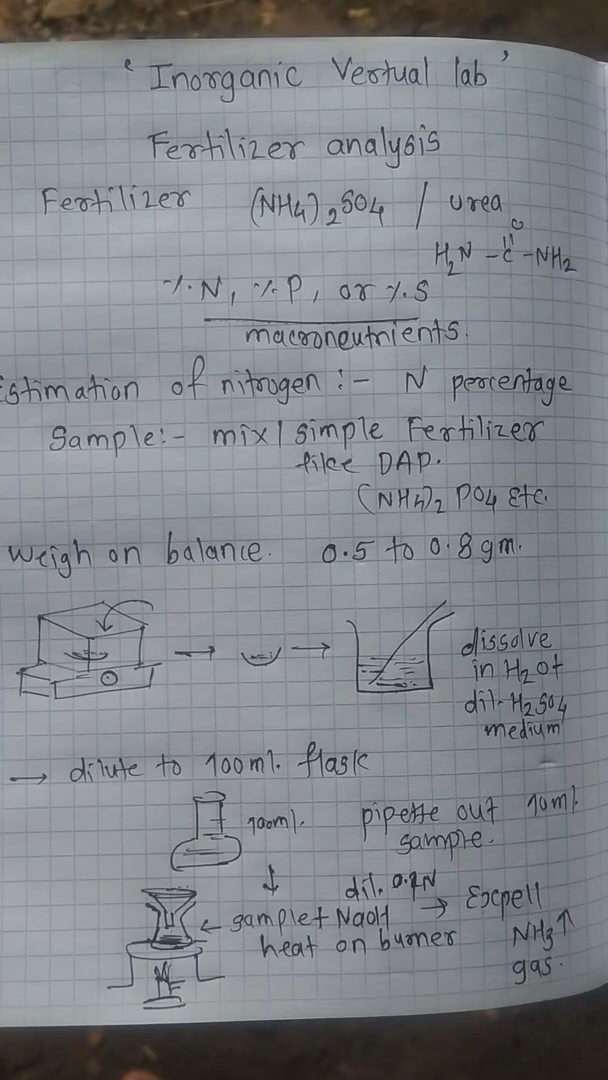 ' Inorganic Vertual lab '
Fertilizer analysis
Fertilizer (NH4)2SO4 / urea
O
H2N - C - NH2
%.N, %.P, or %.S
macroneutrients.
Estimation of nitrogen :- N percentage
Sample:- mix/simple Fertilizer
like DAP.
(NH4)2 PO4 Etc.
Weigh on balance. 0.5 to 0.8 gm.
dissolve
in H2O+
dil. H2SO4
medium
→ dilute to 100ml. flask
100ml. pipette out 10ml.
sample.
dil. 0.1N
← sample + NaOH → Expell
heat on burner NH3↑
gas.